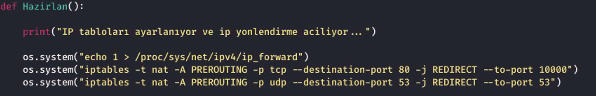 def Hazirlan():
print("IP tabloları ayarlanıyor ve ip yonlendirme aciliyor...")
os.system("echo 1 > /proc/sys/net/ipv4/ip_forward")
os.system("iptables -t nat -A PREROUTING -p tcp --destination-port 80 -j REDIRECT --to-port 10000")
os.system("iptables -t nat -A PREROUTING -p udp --destination-port 53 -j REDIRECT --to-port 53")